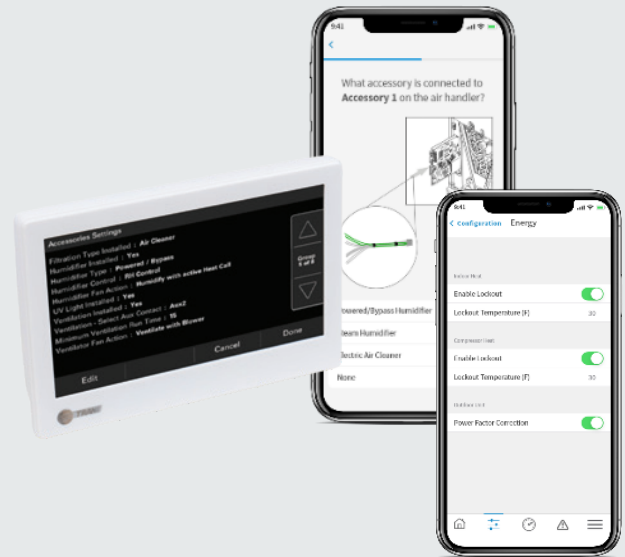 Accessories Settings
Filtration Type Installed : Air Cleaner
Humidifier Installed : Yes
Humidifier Type : Powered / Bypass
Humidifier Control : RH Control
Humidifier Fan Action : Humidify with active Heat Call
UV Light Installed : Yes
Ventilation Installed : Yes
Ventilation - Select Aux Contact : Aux2
Minimum Ventilation Run Time : 15
Ventilator Fan Action : Ventilate with Blower
Group
Edit
Cancel
Done
TRANE
9:41
What accessory is connected to
Accessory 1 on the air handler?
Powered/Bypass Humidifier
Steam Humidifier
Electric Air Cleaner
None
9:41
Configuration Energy
Indoor Heat
Enable Lockout
Lockout Temperature (F) 30
Compressor Heat
Enable Lockout
Lockout Temperature (F) 30
Outdoor Unit
Power Factor Correction